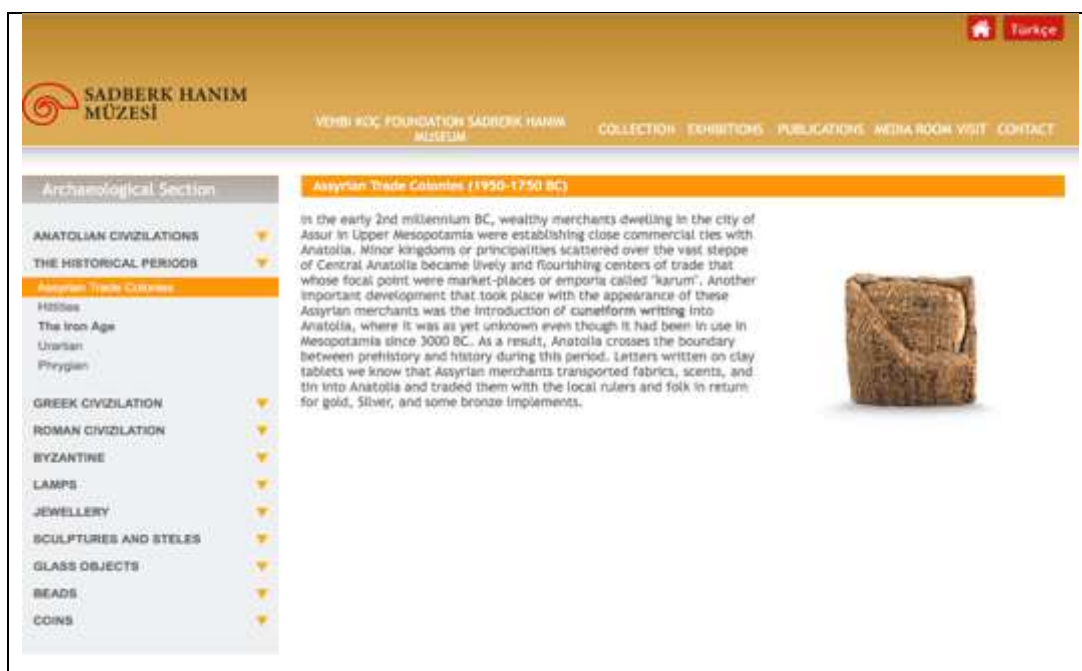 Türkçe
SADBERK HANIM
MÜZESİ
VEHBI KOÇ FOUNDATION SADBERK HANIM
MUSEUM
COLLECTION EXHIBITIONS PUBLICATIONS MEDIA ROOM VISIT CONTACT
Archaeological Section
ANATOLIAN CIVIZILATIONS
THE HISTORICAL PERIODS
Assyrian Trade Colonies
Hittites
The Iron Age
Urartian
Phrygian
GREEK CIVIZILATION
ROMAN CIVIZILATION
BYZANTINE
LAMPS
JEWELLERY
SCULPTURES AND STELES
GLASS OBJECTS
BEADS
COINS
Assyrian Trade Colonies (1950-1750 BC)
In the early 2nd millennium BC, wealthy merchants dwelling in the city of
Assur in Upper Mesopotamia were establishing close commercial ties with
Anatolia. Minor kingdoms or principalities scattered over the vast steppe
of Central Anatolia became lively and flourishing centers of trade that
whose focal point were market-places or emporia called "karum". Another
important development that took place with the appearance of these
Assyrian merchants was the introduction of cuneiform writing into
Anatolia, where it was as yet unknown even though it had been in use in
Mesopotamia since 3000 BC. As a result, Anatolia crosses the boundary
between prehistory and history during this period. Letters written on clay
tablets we know that Assyrian merchants transported fabrics, scents, and
tin into Anatolia and traded them with the local rulers and folk in return
for gold, Silver, and some bronze implements.